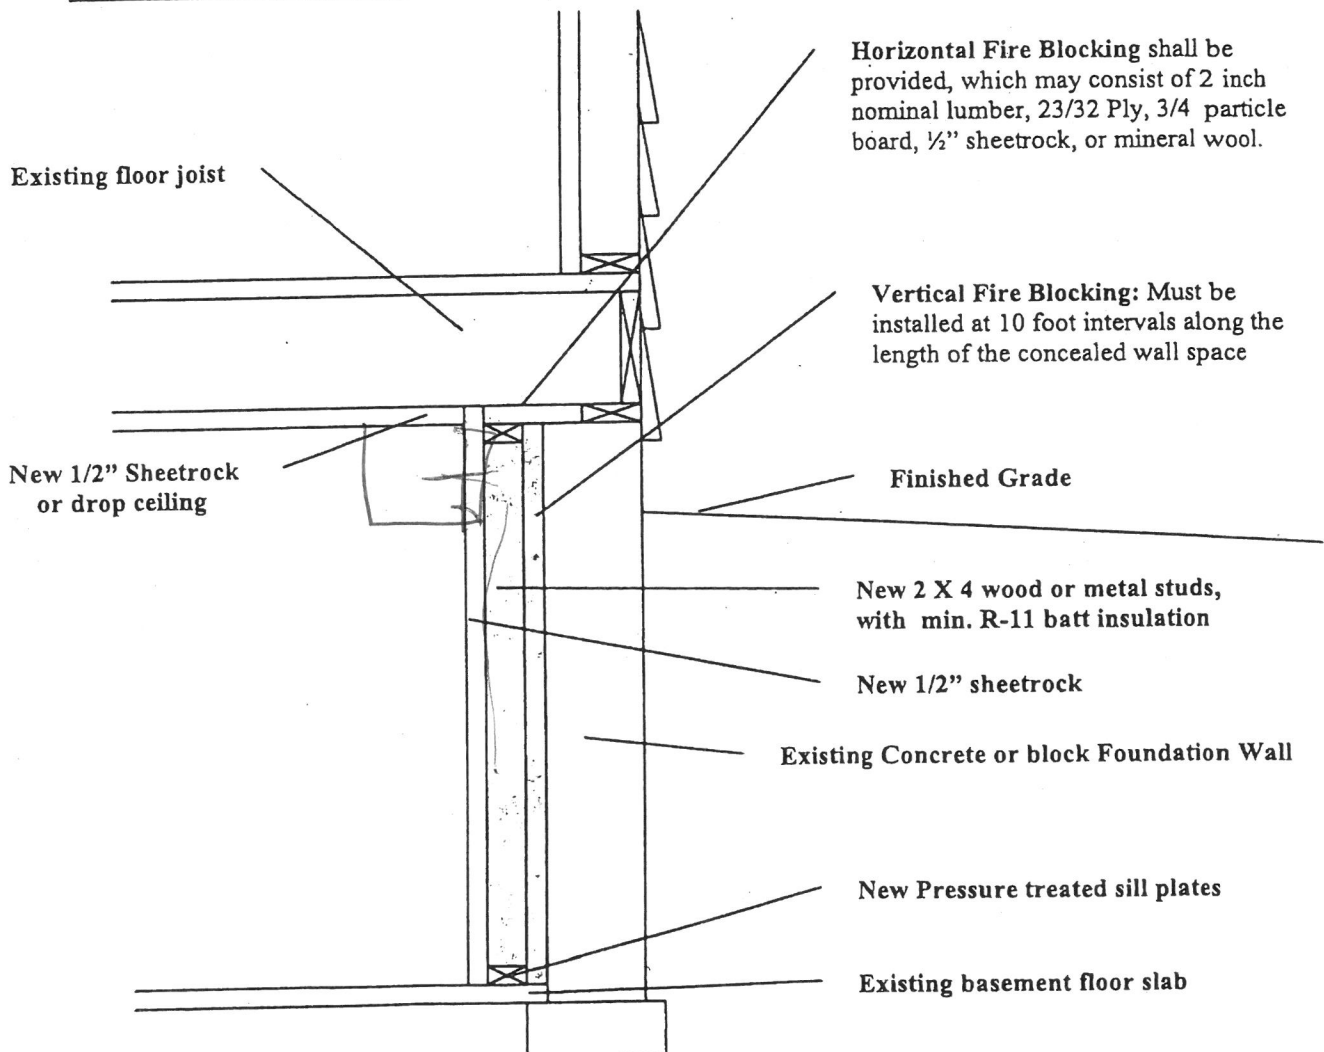 Horizontal Fire Blocking shall be
provided, which may consist of 2 inch
nominal lumber, 23/32 Ply, 3/4 particle
board, ½” sheetrock, or mineral wool.
Existing floor joist
Vertical Fire Blocking: Must be
installed at 10 foot intervals along the
length of the concealed wall space
New 1/2” Sheetrock
or drop ceiling
Finished Grade
New 2 X 4 wood or metal studs,
with min. R-11 batt insulation
New 1/2” sheetrock
Existing Concrete or block Foundation Wall
New Pressure treated sill plates
Existing basement floor slab